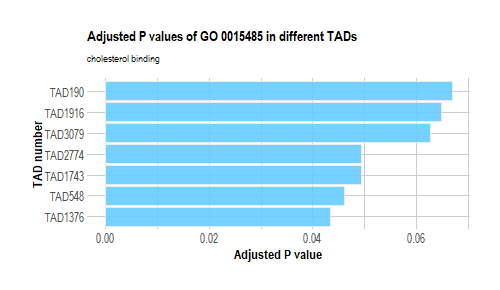 Adjusted P values of GO 0015485 in different TADs
cholesterol binding
TAD number
TAD190
TAD1916
TAD3079
TAD2774
TAD1743
TAD548
TAD1376
0.00 0.02 0.04 0.06
Adjusted P value